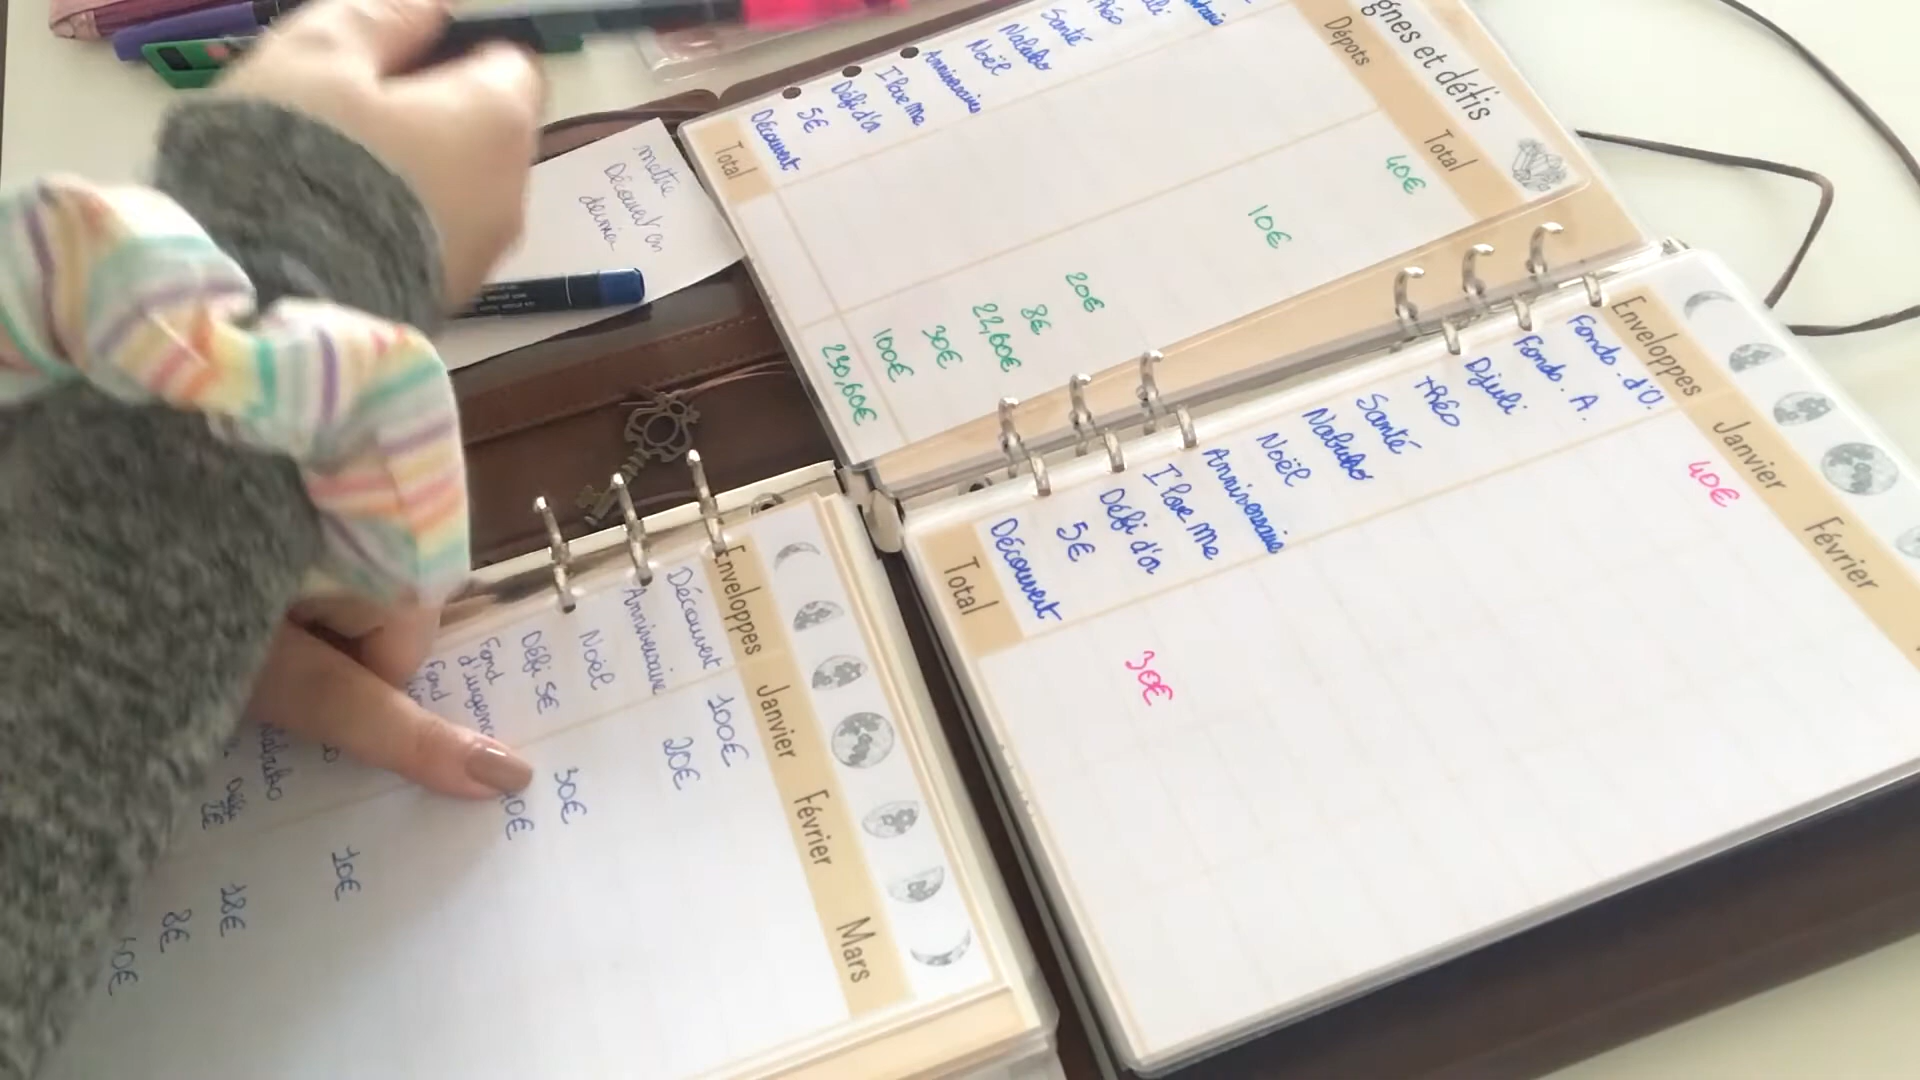 gnes et défis
Dépots
Total
Santé
Nalubo
Noël
Anniversaire
I love me
Défi d'or
5€
Découvert
Total
40€
10€
20€
8€
22,60€
30€
100€
230,60€
mettre
Découvert en
dernier
Enveloppes
Janvier
Février
Fonds. d'U.
Fonds. A.
Djuli
Théo
Santé
Nalubo
Noël
Anniversaire
I love me
Défi d'or
5€
Découvert
Total
40€
30€
Enveloppes
Janvier
Février
Mars
Découvert
100€
Anniversaire
20€
Noël
Défi 5€
30€
Fond
d'urgence
Fond
10€
18€
8€